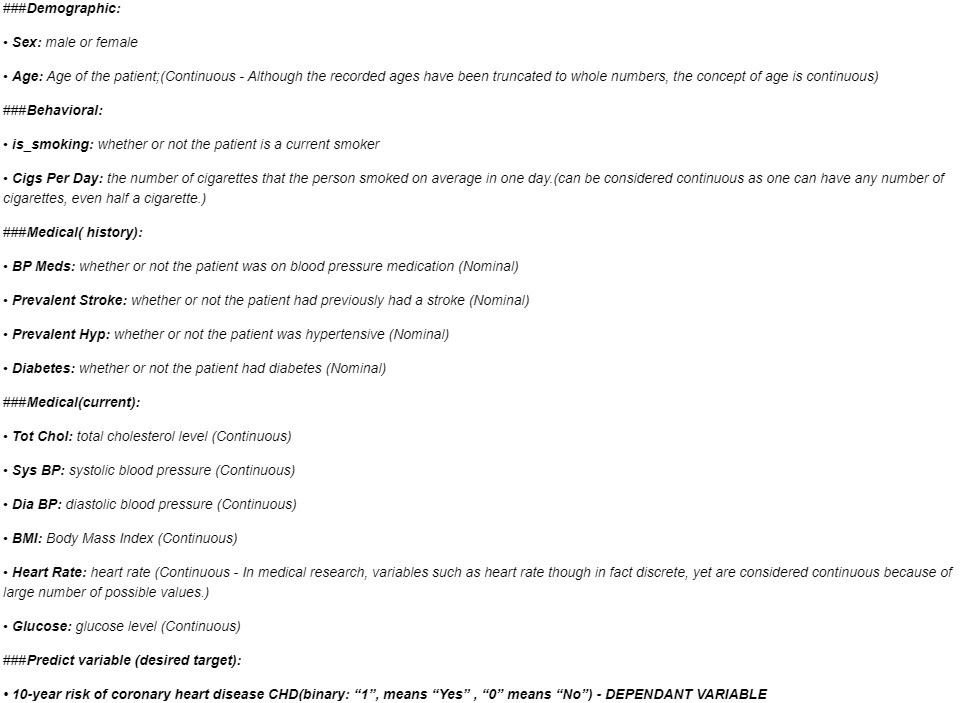 ###Demographic:
• Sex: male or female
• Age: Age of the patient;(Continuous - Although the recorded ages have been truncated to whole numbers, the concept of age is continuous)
###Behavioral:
• is_smoking: whether or not the patient is a current smoker
• Cigs Per Day: the number of cigarettes that the person smoked on average in one day.(can be considered continuous as one can have any number of
cigarettes, even half a cigarette.)
###Medical( history):
• BP Meds: whether or not the patient was on blood pressure medication (Nominal)
• Prevalent Stroke: whether or not the patient had previously had a stroke (Nominal)
• Prevalent Hyp: whether or not the patient was hypertensive (Nominal)
• Diabetes: whether or not the patient had diabetes (Nominal)
###Medical(current):
• Tot Chol: total cholesterol level (Continuous)
• Sys BP: systolic blood pressure (Continuous)
• Dia BP: diastolic blood pressure (Continuous)
• BMI: Body Mass Index (Continuous)
• Heart Rate: heart rate (Continuous - In medical research, variables such as heart rate though in fact discrete, yet are considered continuous because of
large number of possible values.)
• Glucose: glucose level (Continuous)
###Predict variable (desired target):
• 10-year risk of coronary heart disease CHD(binary: “1”, means “Yes” , “0” means “No”) - DEPENDANT VARIABLE